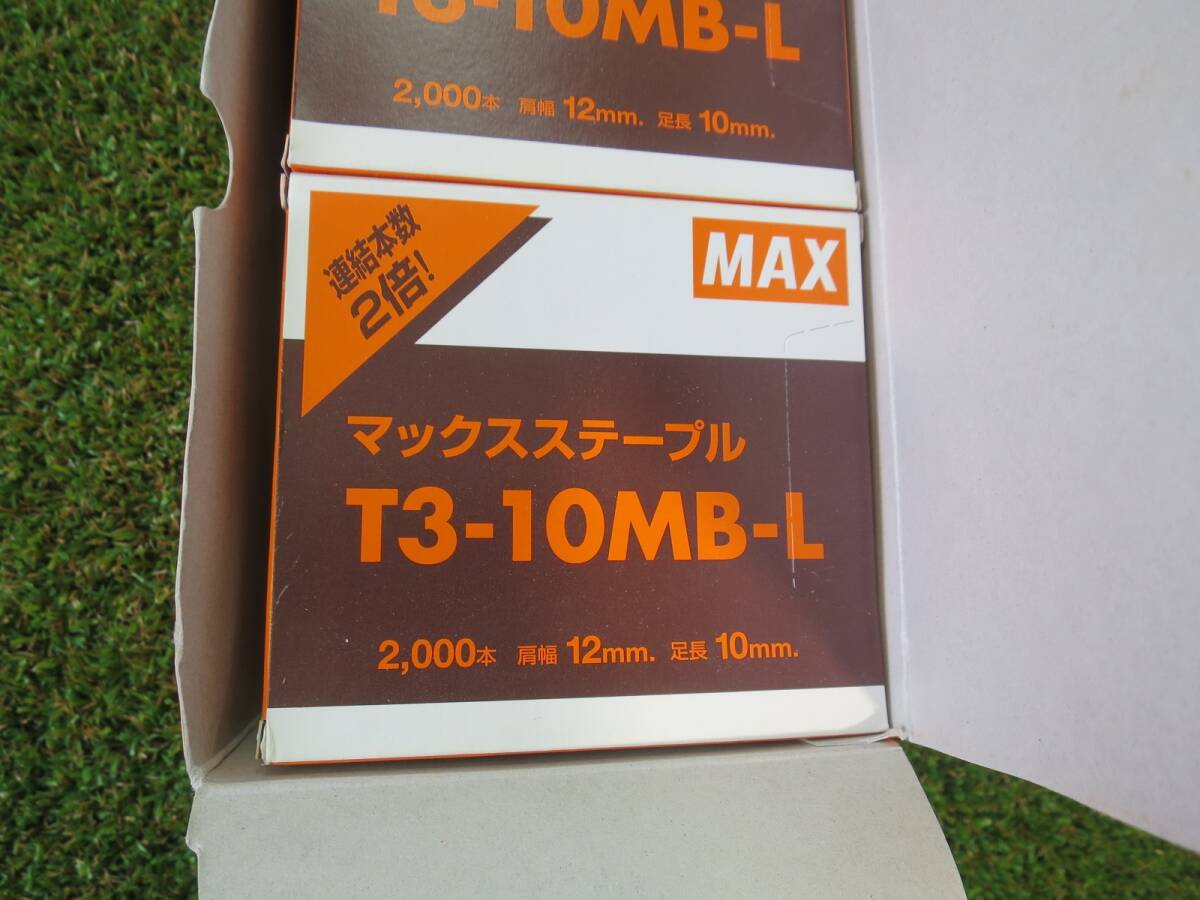 T3-10MB-L
2,000本 肩幅 12mm. 足長 10mm.
連結本数
2倍!
MAX
マックスステープル
T3-10MB-L
2,000本 肩幅 12mm. 足長 10mm.